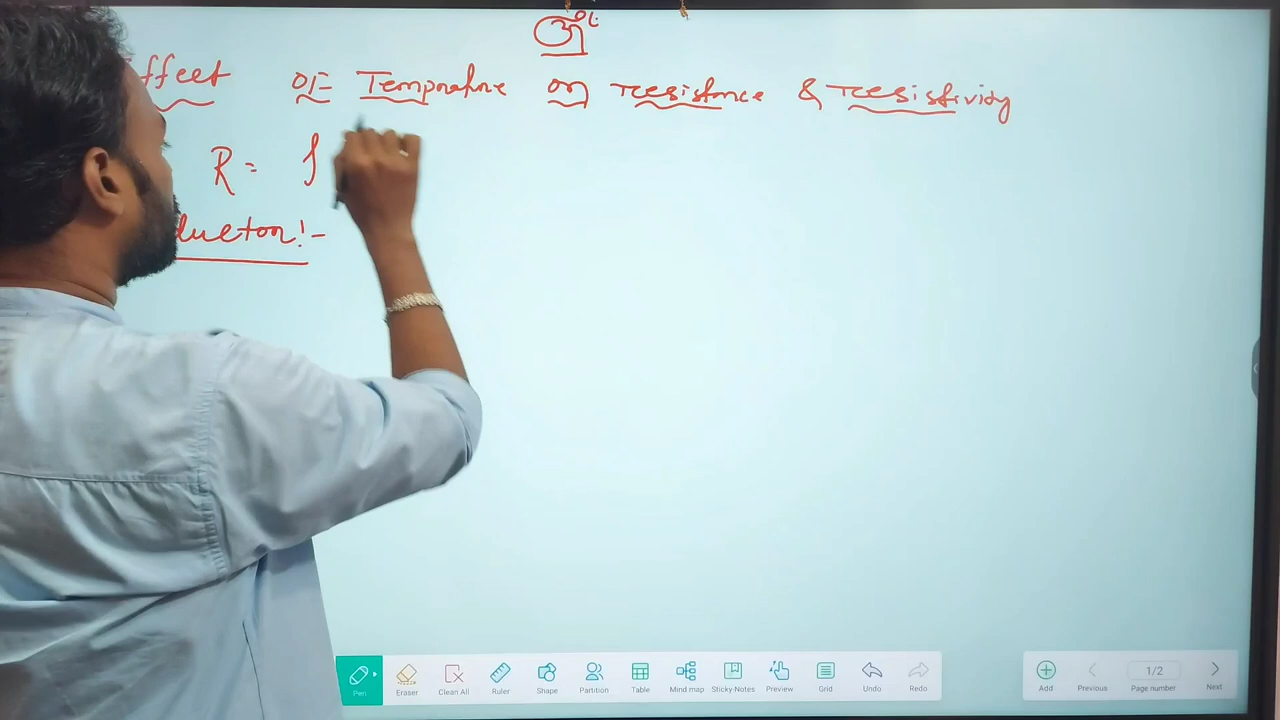 ଓଁ
ffect OF Temprature on resistance & resistivity
R = ρ
ductor:-
Pen
Eraser
Clean All
Ruler
Shape
Partition
Table
Mind map
Sticky-Notes
Preview
Grid
Undo
Redo
Add
Previous
1/2
Page number
Next